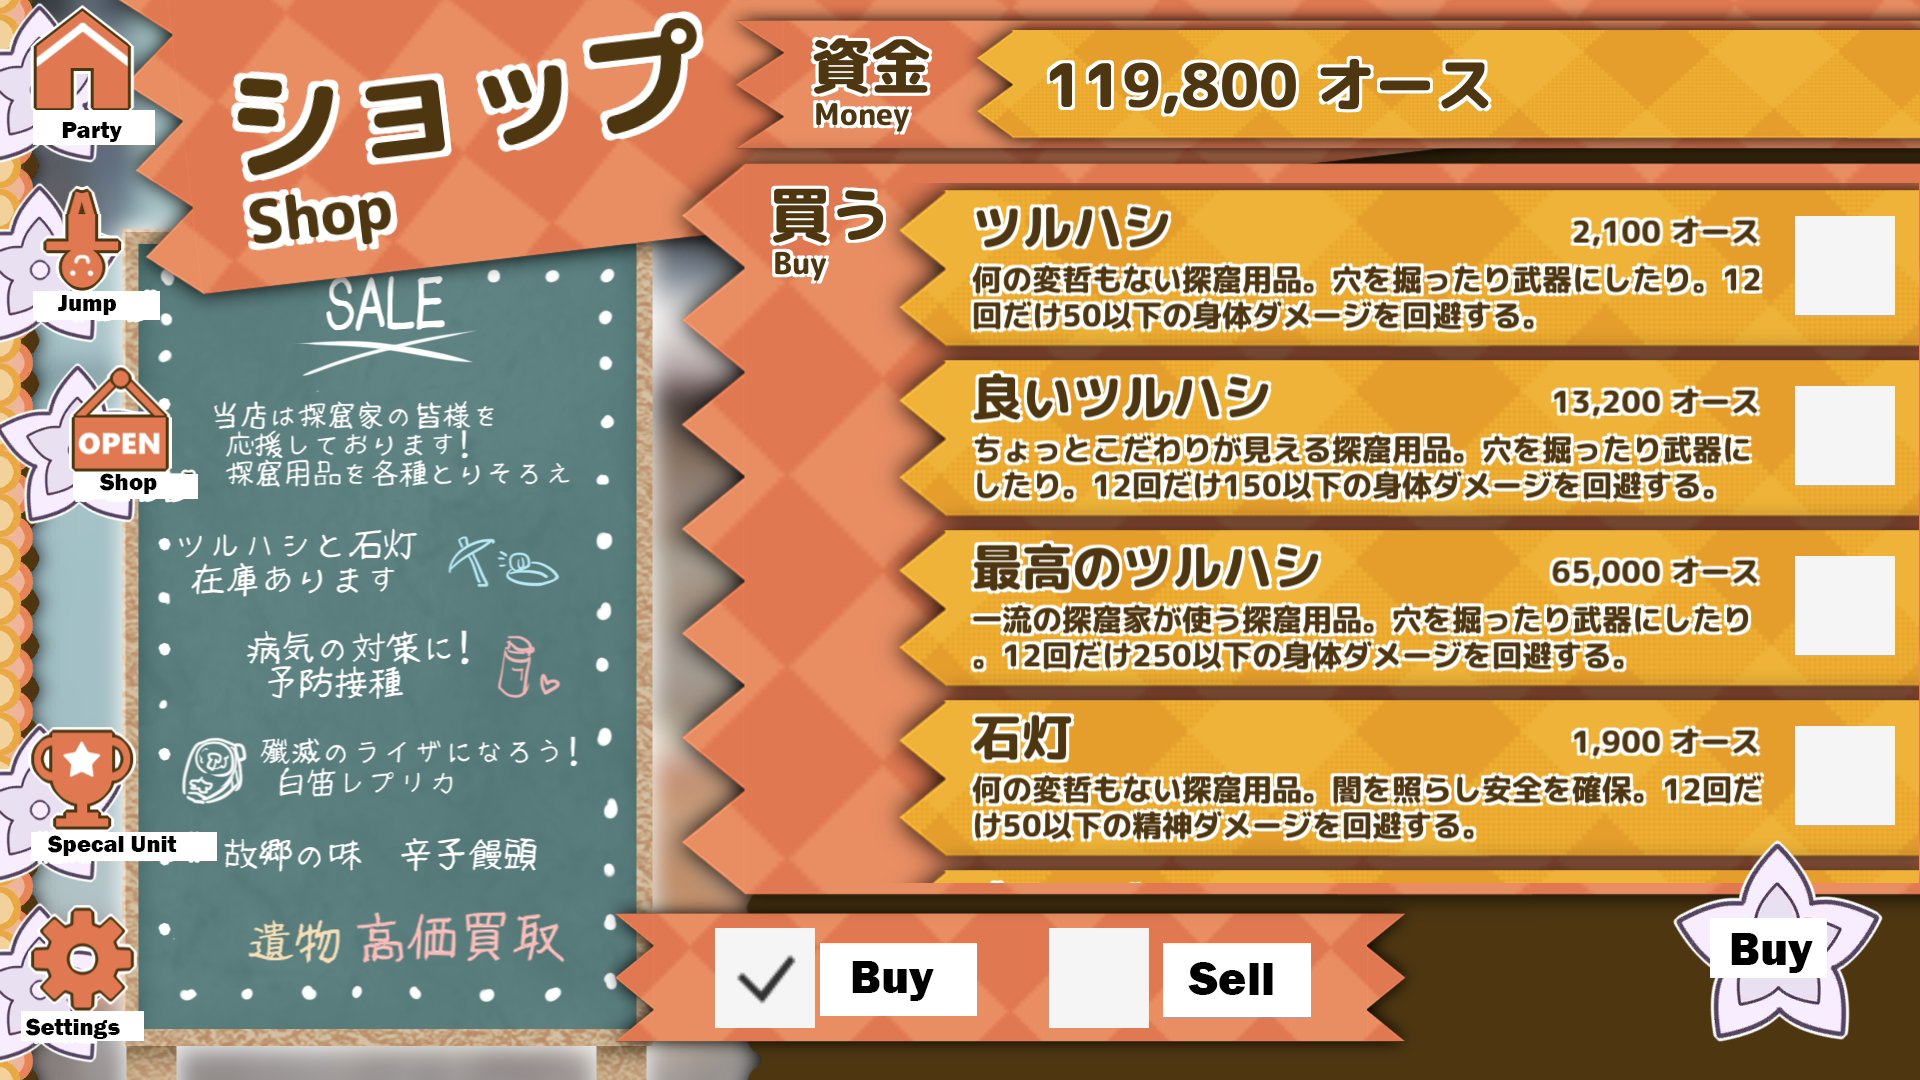 Party
Jump
OPEN
Shop
Specal Unit
Settings
ショップ
Shop
SALE
当店は探窟家の皆様を
応援しております!
探窟用品を各種とりそろえ
ツルハシと石灯
在庫あります
病気の対策に!
予防接種
殲滅のライザになろう!
白笛レプリカ
故郷の味 辛子饅頭
遺物 高価買取
資金
Money
119,800 オース
買う
Buy
ツルハシ
2,100 オース
何の変哲もない探窟用品。穴を掘ったり武器にしたり。12
回だけ50以下の身体ダメージを回避する。
良いツルハシ
13,200 オース
ちょっとこだわりが見える探窟用品。穴を掘ったり武器に
したり。12回だけ150以下の身体ダメージを回避する。
最高のツルハシ
65,000 オース
一流の探窟家が使う探窟用品。穴を掘ったり武器にしたり
。12回だけ250以下の身体ダメージを回避する。
石灯
1,900 オース
何の変哲もない探窟用品。闇を照らし安全を確保。12回だ
け50以下の精神ダメージを回避する。
Buy
Sell
Buy